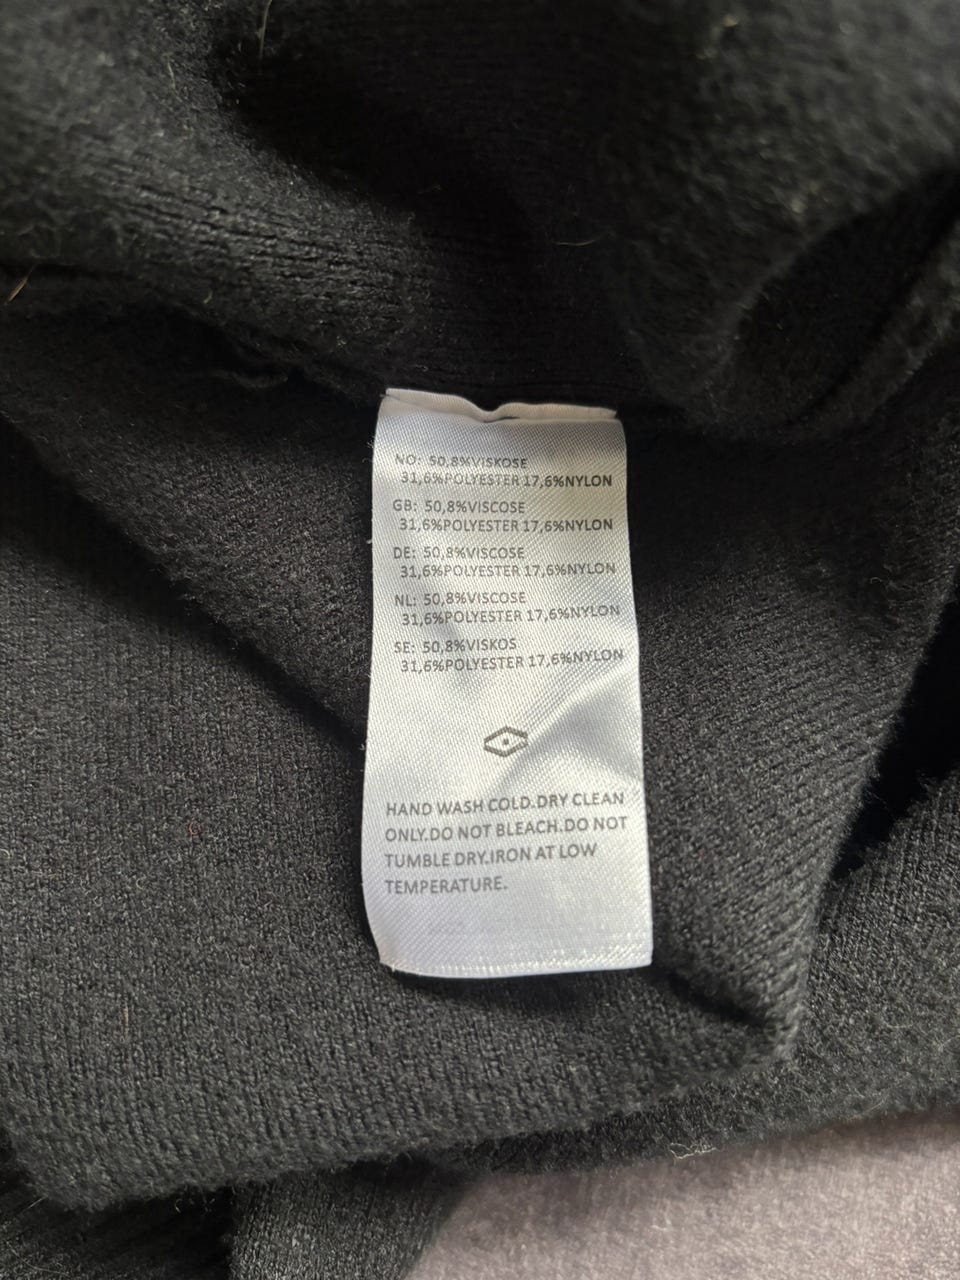 NO: 50,8%VISKOSE
31,6%POLYESTER 17,6%NYLON
GB: 50,8%VISCOSE
31,6%POLYESTER 17,6%NYLON
DE: 50,8%VISCOSE
31,6%POLYESTER 17,6%NYLON
NL: 50,8%VISCOSE
31,6%POLYESTER 17,6%NYLON
SE: 50,8%VISKOS
31,6%POLYESTER 17,6%NYLON
HAND WASH COLD.DRY CLEAN
ONLY.DO NOT BLEACH.DO NOT
TUMBLE DRY.IRON AT LOW
TEMPERATURE.